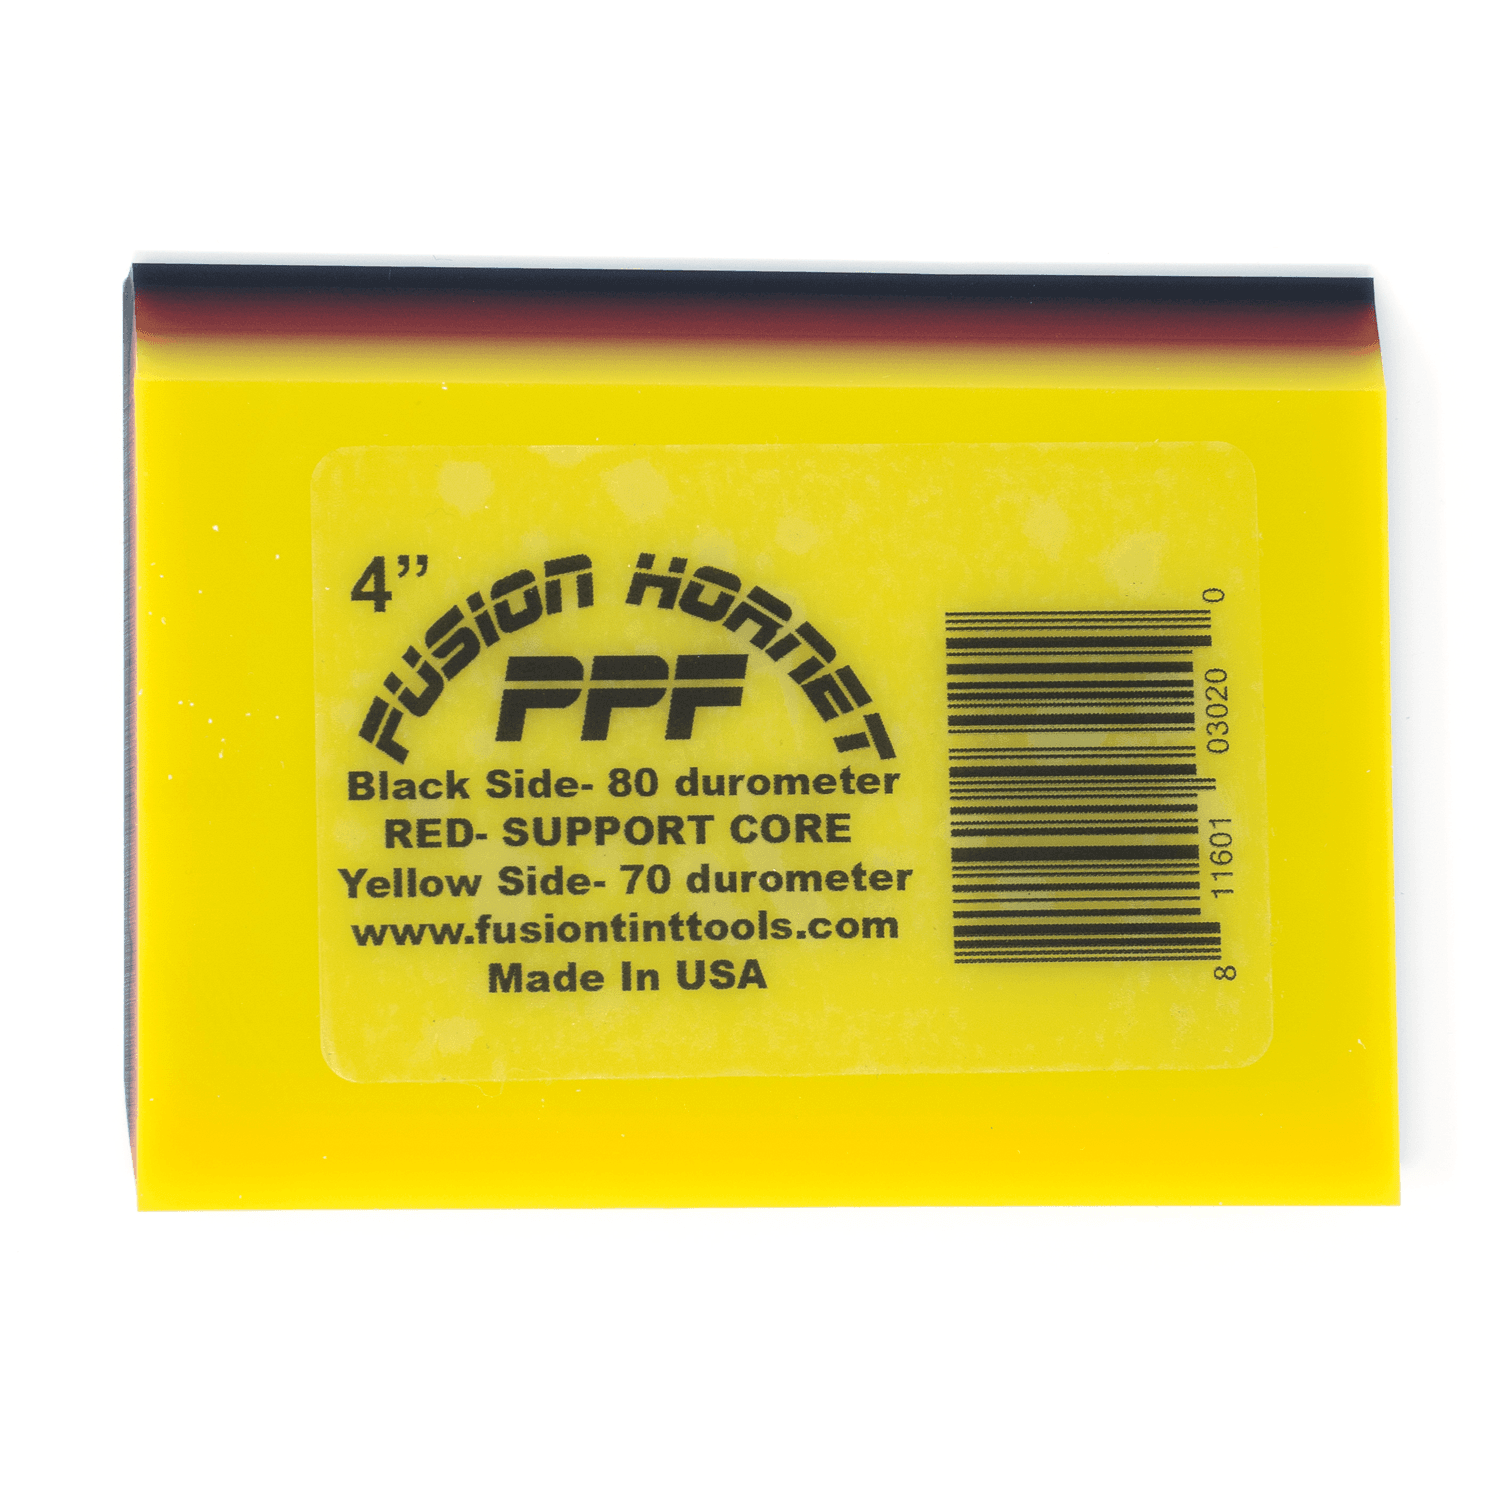 4”
FUSION HORNET
PPF
Black Side- 80 durometer
RED- SUPPORT CORE
Yellow Side- 70 durometer
www.fusiontinttools.com
Made In USA
8 11601 03020 0